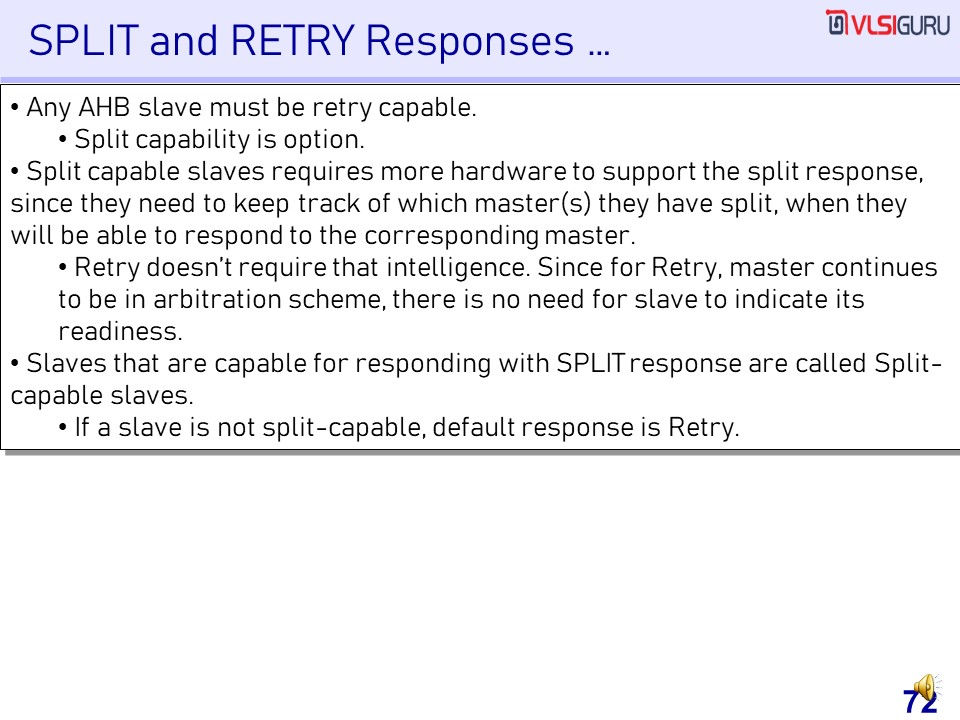 SPLIT and RETRY Responses ...
VLSIGURU
• Any AHB slave must be retry capable.
• Split capability is option.
• Split capable slaves requires more hardware to support the split response,
since they need to keep track of which master(s) they have split, when they
will be able to respond to the corresponding master.
• Retry doesn't require that intelligence. Since for Retry, master continues
to be in arbitration scheme, there is no need for slave to indicate its
readiness.
• Slaves that are capable for responding with SPLIT response are called Split-
capable slaves.
• If a slave is not split-capable, default response is Retry.
72